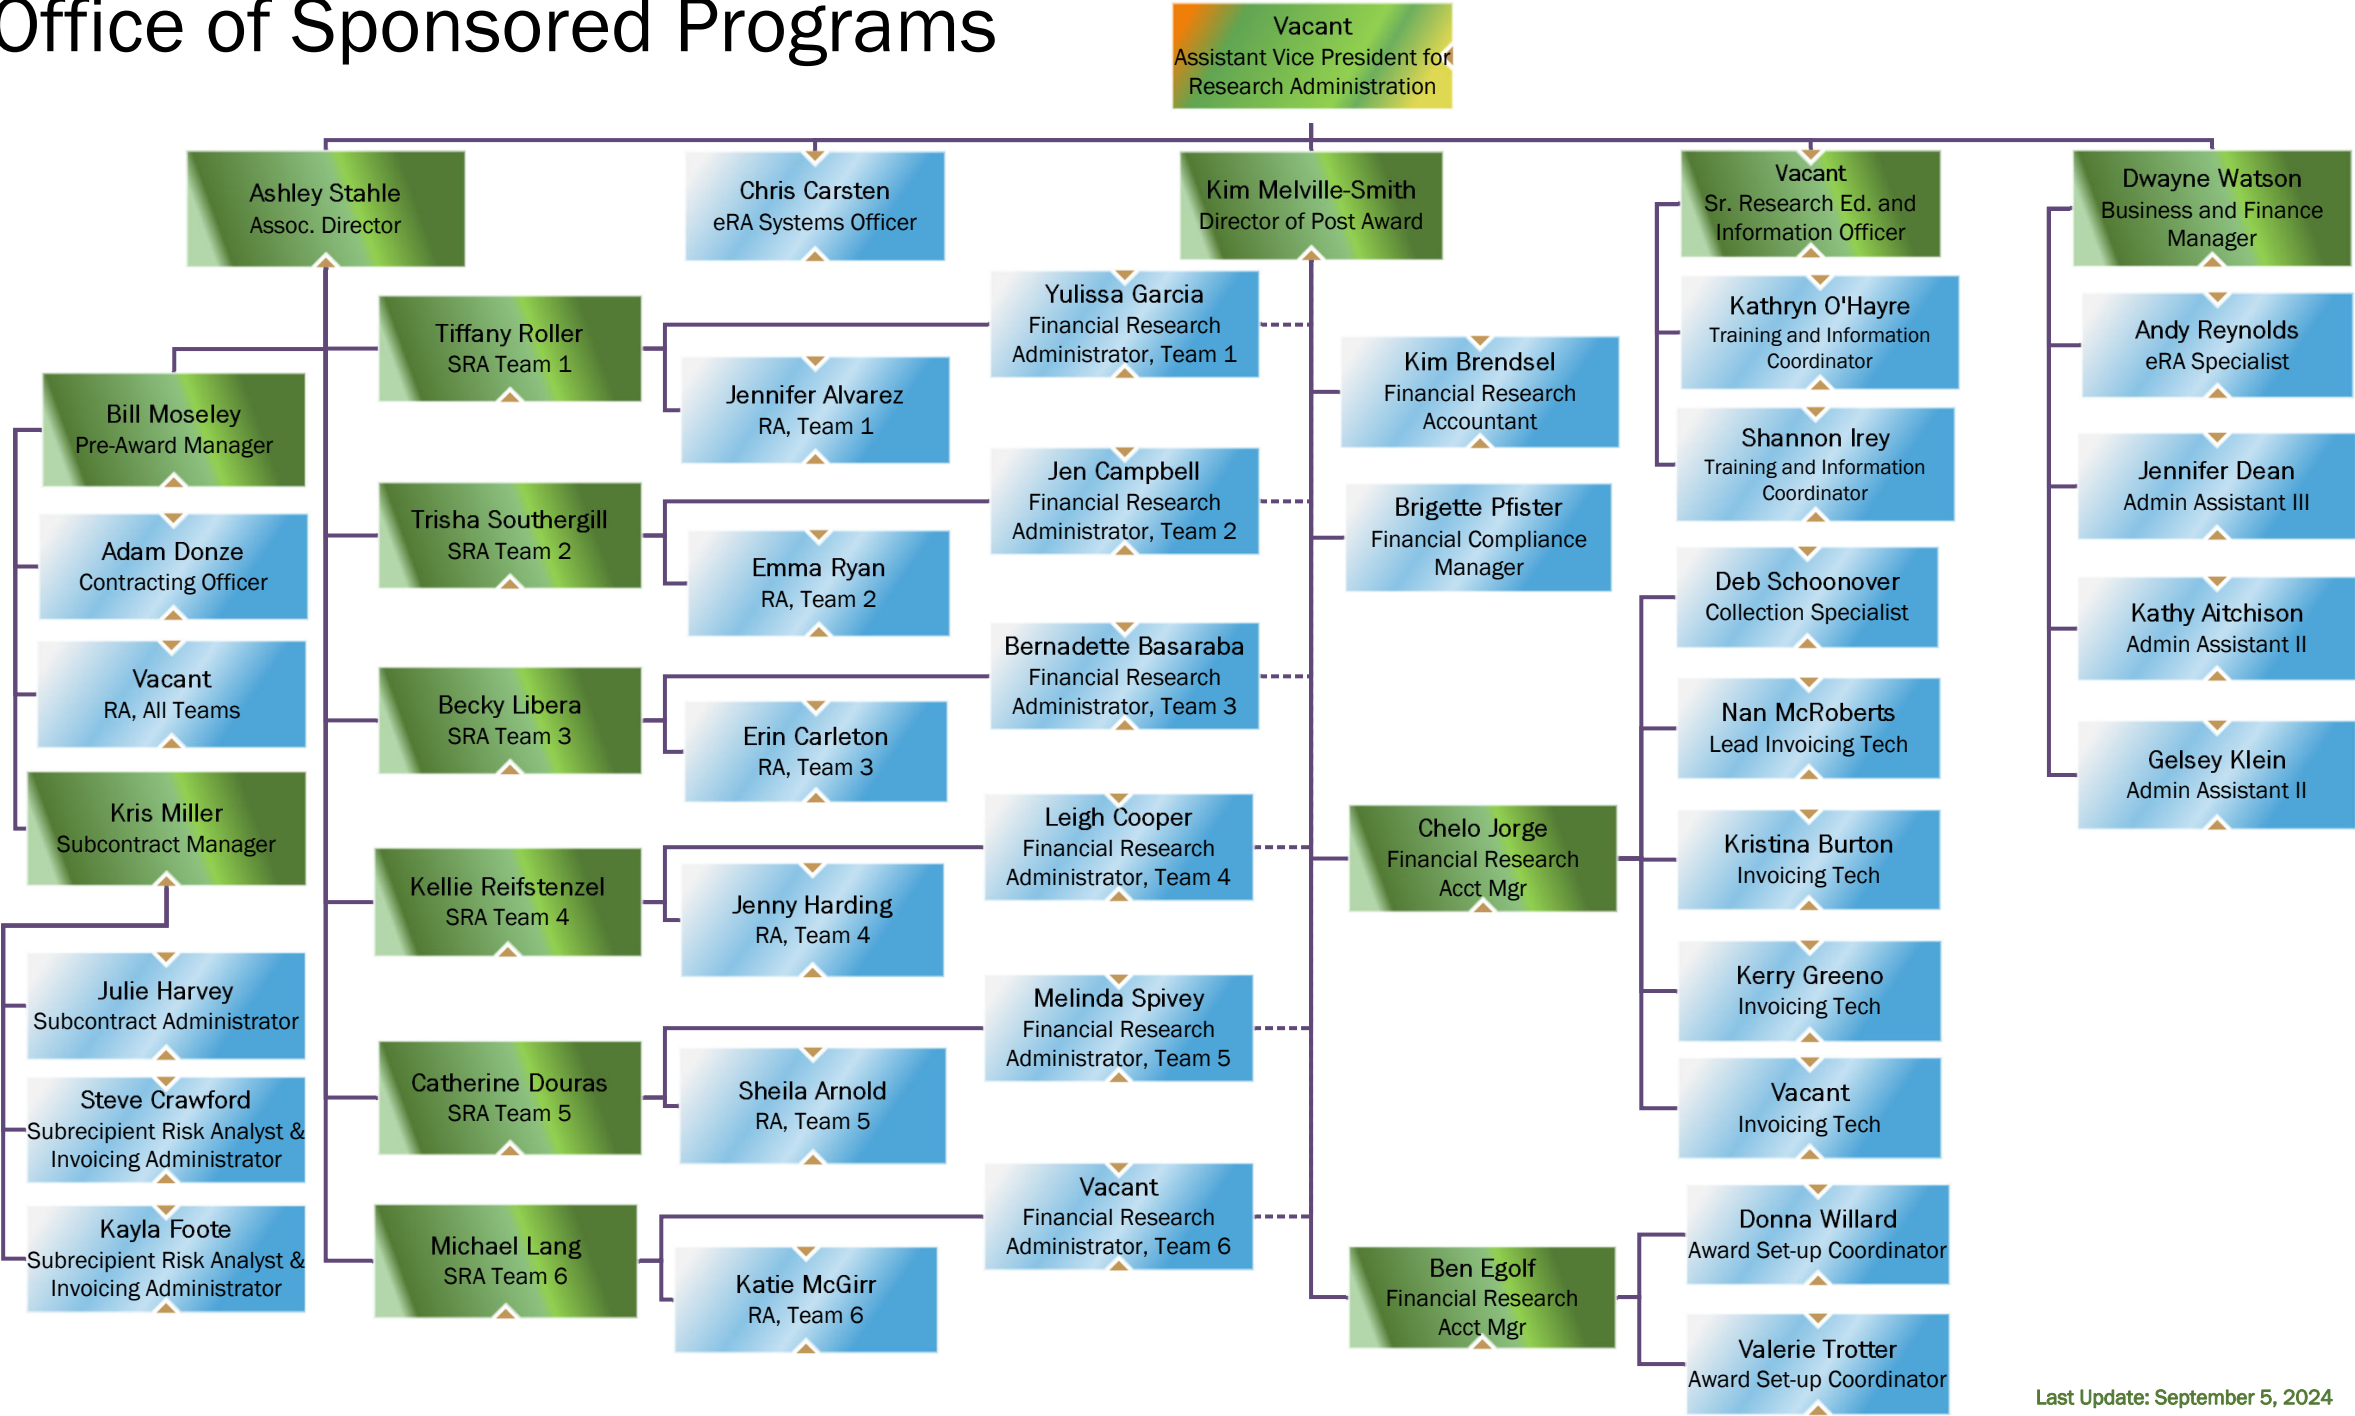 Office of Sponsored Programs
Vacant
Assistant Vice President for
Research Administration
Ashley Stahle
Assoc. Director
Chris Carsten
eRA Systems Officer
Kim Melville-Smith
Director of Post Award
Vacant
Sr. Research Ed. and
Information Officer
Dwayne Watson
Business and Finance
Manager
Bill Moseley
Pre-Award Manager
Adam Donze
Contracting Officer
Vacant
RA, All Teams
Kris Miller
Subcontract Manager
Julie Harvey
Subcontract Administrator
Steve Crawford
Subrecipient Risk Analyst &
Invoicing Administrator
Kayla Foote
Subrecipient Risk Analyst &
Invoicing Administrator
Tiffany Roller
SRA Team 1
Yulissa Garcia
Financial Research
Administrator, Team 1
Jennifer Alvarez
RA, Team 1
Trisha Southergill
SRA Team 2
Jen Campbell
Financial Research
Administrator, Team 2
Emma Ryan
RA, Team 2
Becky Libera
SRA Team 3
Bernadette Basaraba
Financial Research
Administrator, Team 3
Erin Carleton
RA, Team 3
Kellie Reifstenzel
SRA Team 4
Leigh Cooper
Financial Research
Administrator, Team 4
Jenny Harding
RA, Team 4
Catherine Douras
SRA Team 5
Melinda Spivey
Financial Research
Administrator, Team 5
Sheila Arnold
RA, Team 5
Michael Lang
SRA Team 6
Vacant
Financial Research
Administrator, Team 6
Katie McGirr
RA, Team 6
Kim Brendsel
Financial Research
Accountant
Brigette Pfister
Financial Compliance
Manager
Chelo Jorge
Financial Research
Acct Mgr
Ben Egolf
Financial Research
Acct Mgr
Kathryn O'Hayre
Training and Information
Coordinator
Shannon Irey
Training and Information
Coordinator
Deb Schoonover
Collection Specialist
Nan McRoberts
Lead Invoicing Tech
Kristina Burton
Invoicing Tech
Kerry Greeno
Invoicing Tech
Vacant
Invoicing Tech
Donna Willard
Award Set-up Coordinator
Valerie Trotter
Award Set-up Coordinator
Andy Reynolds
eRA Specialist
Jennifer Dean
Admin Assistant III
Kathy Aitchison
Admin Assistant II
Gelsey Klein
Admin Assistant II
Last Update: September 5, 2024